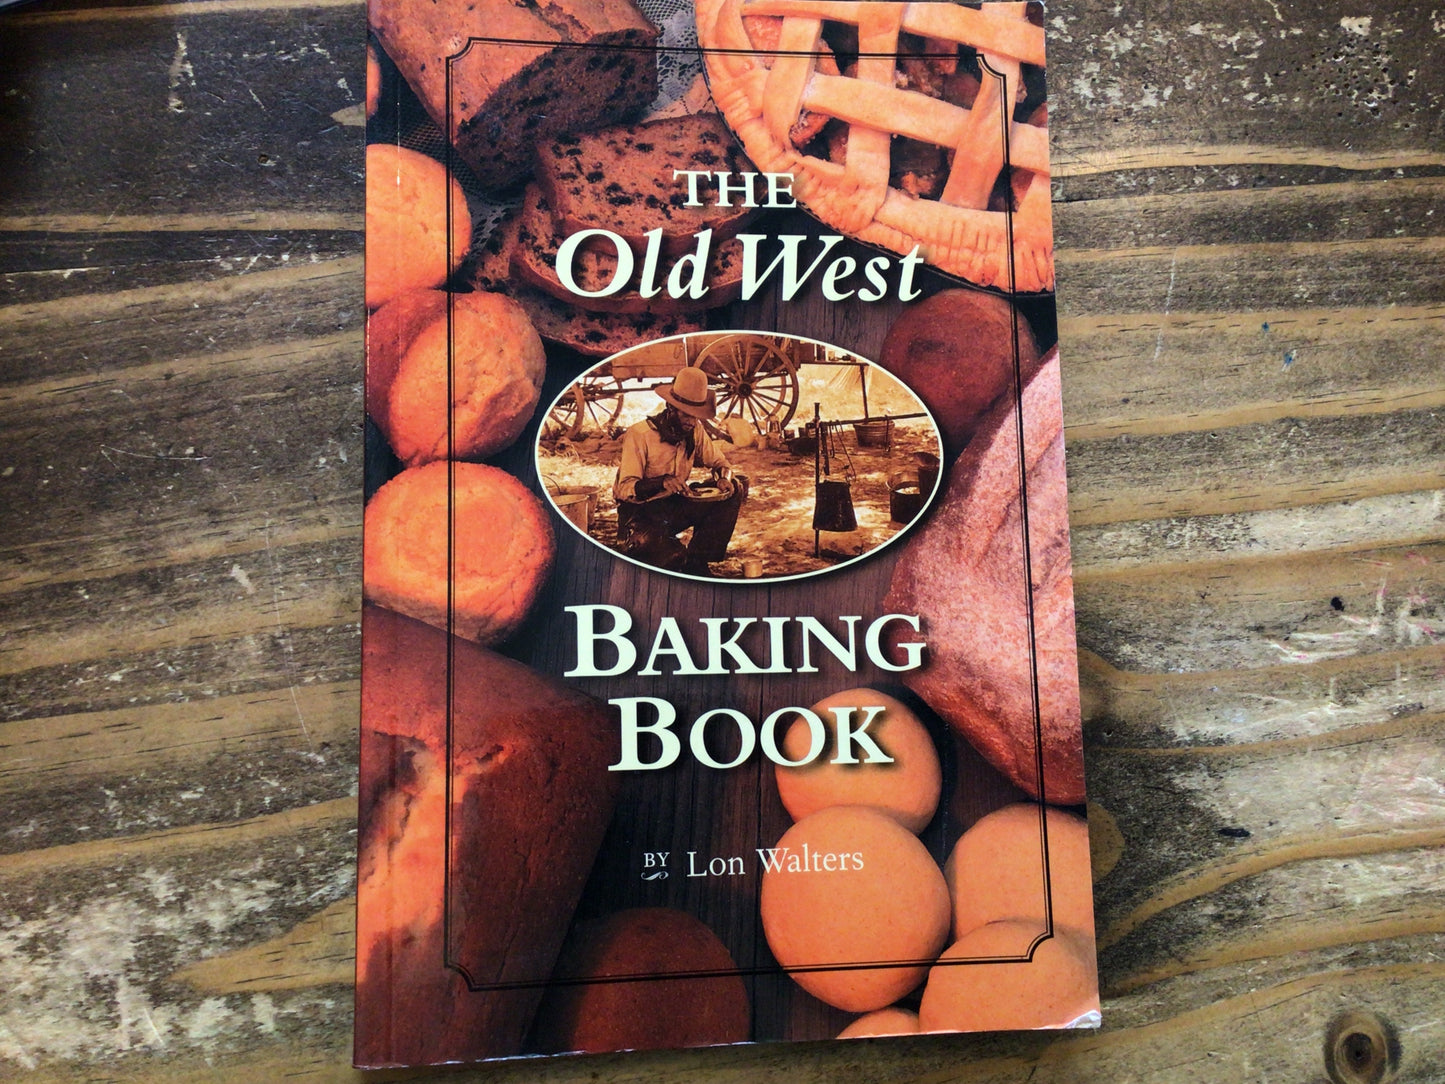 THE
Old West
BAKING
BOOK
BY Lon Walters